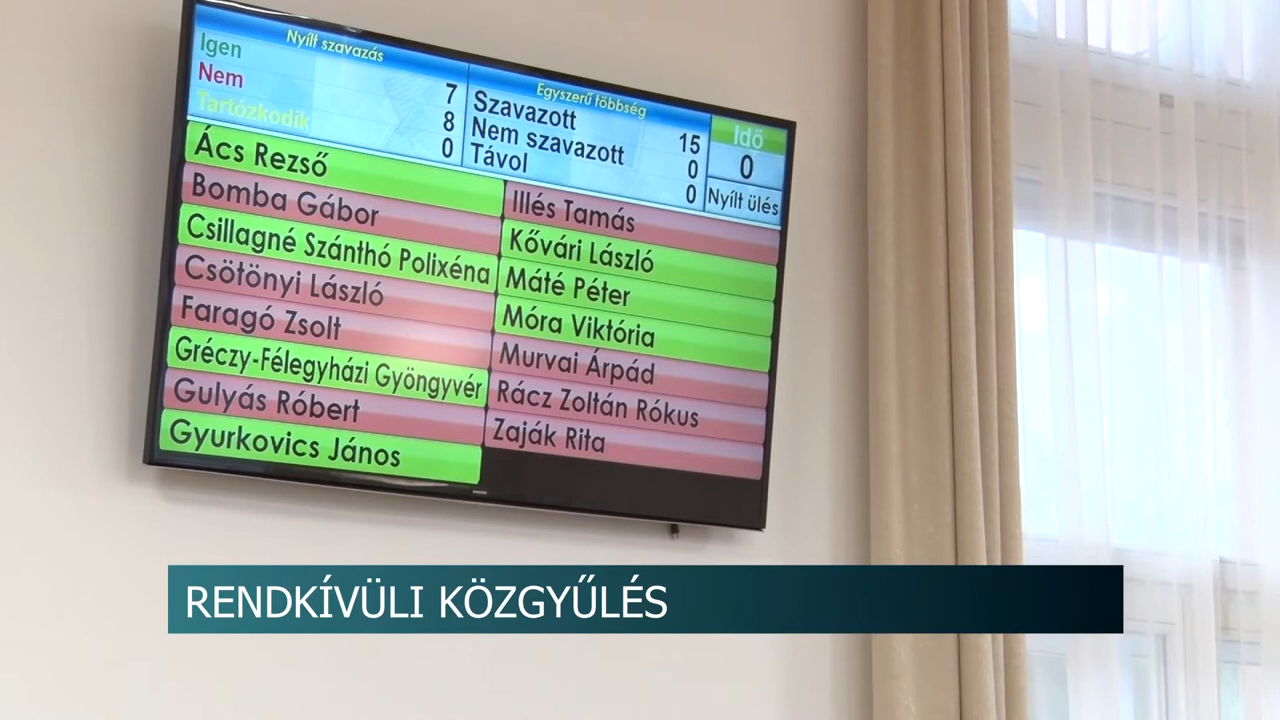 Nyílt szavazás
Igen 7
Nem 8
Tartózkodik 0
Egyszerű többség
Szavazott 15
Nem szavazott 0
Távol 0
Idő
0
Nyílt ülés
Ács Rezső
Bomba Gábor
Csillagné Szánthó Polixéna
Csötönyi László
Faragó Zsolt
Gréczy-Félegyházi Gyöngyvér
Gulyás Róbert
Gyurkovics János
Illés Tamás
Kővári László
Máté Péter
Móra Viktória
Murvai Árpád
Rácz Zoltán Rókus
Zaják Rita
RENDKÍVÜLI KÖZGYŰLÉS